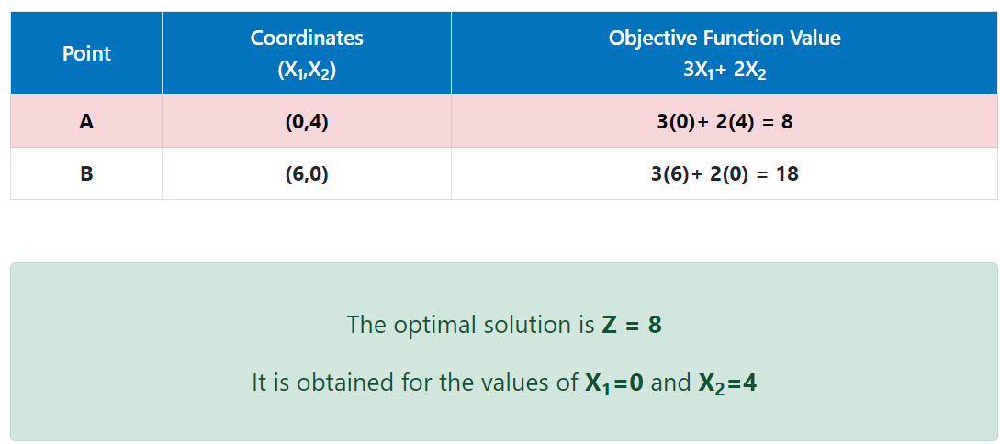 Point
Coordinates
(X₁,X₂)
Objective Function Value
3X₁+ 2X₂
A
(0,4)
3(0)+ 2(4) = 8
B
(6,0)
3(6)+ 2(0) = 18
The optimal solution is Z = 8
It is obtained for the values of X₁=0 and X₂=4